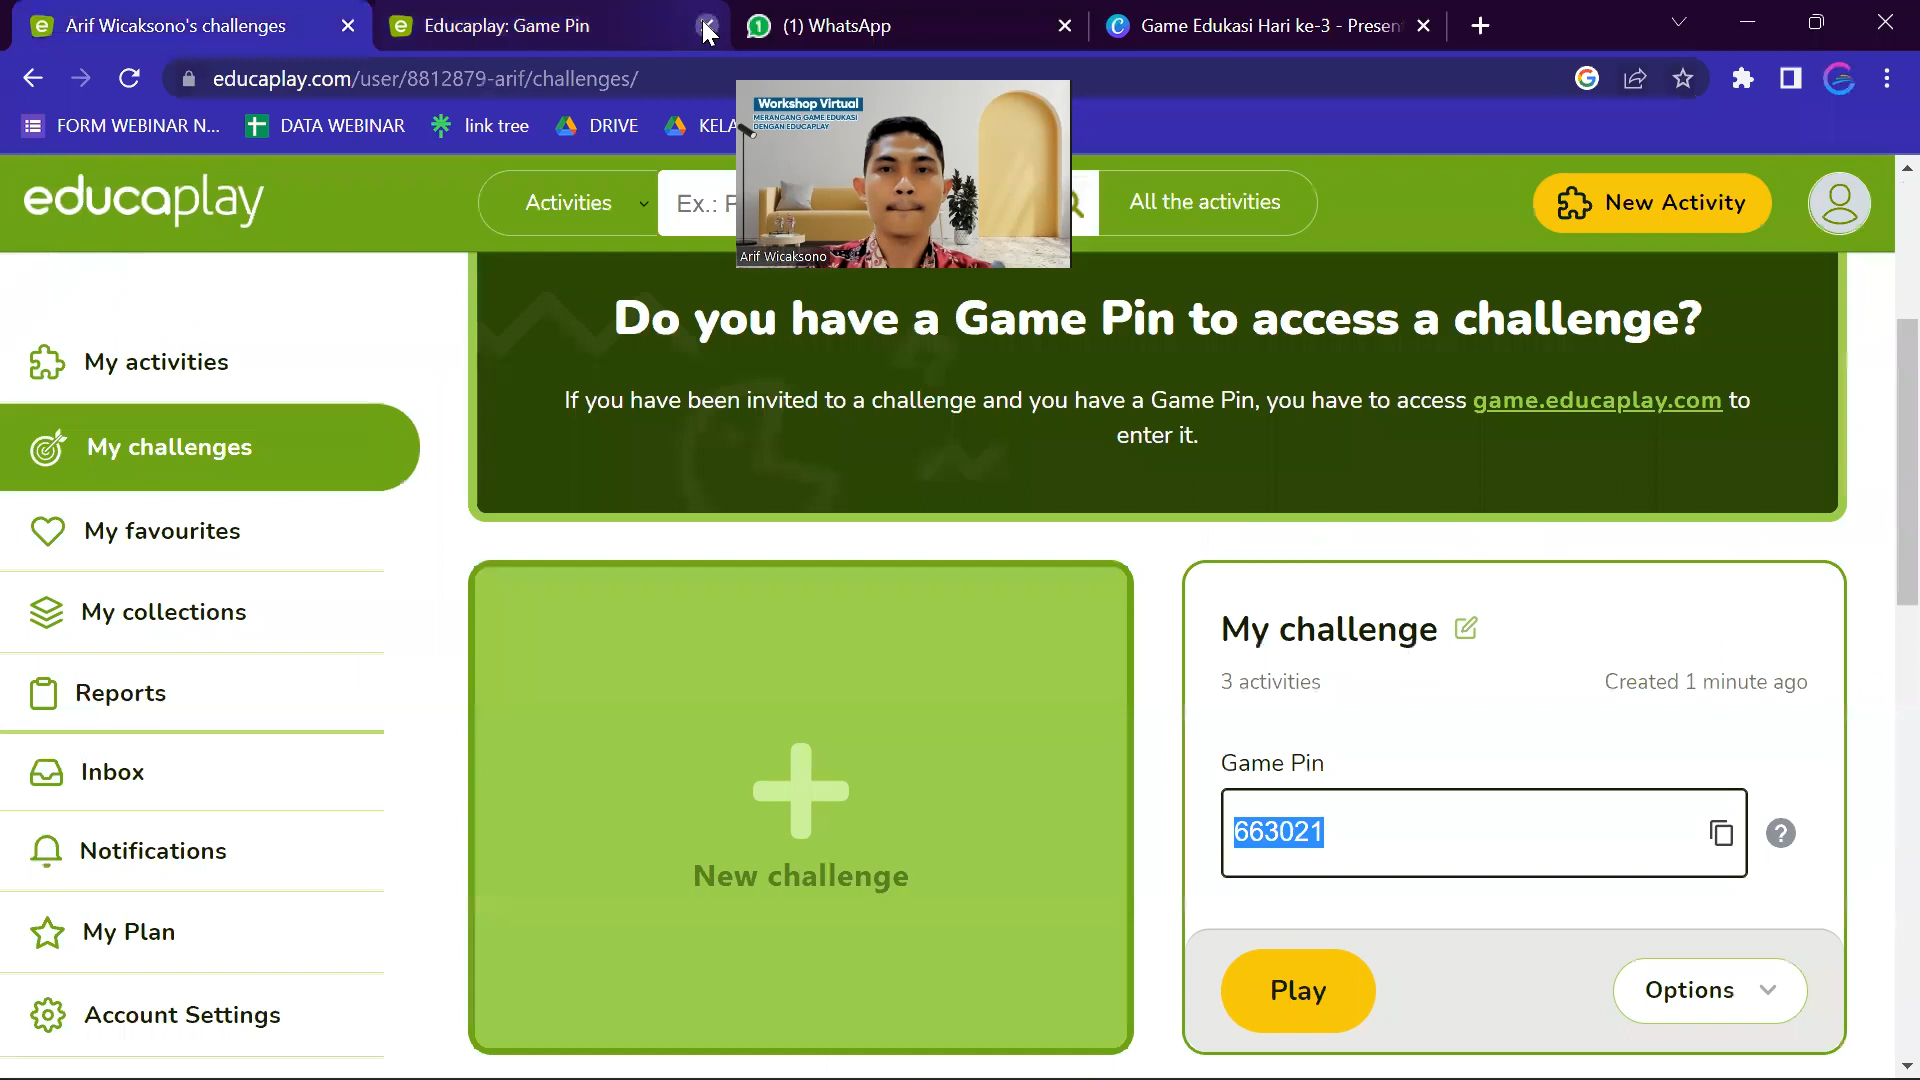 Arif Wicaksono's challenges
Educaplay: Game Pin
(1) WhatsApp
Game Edukasi Hari ke-3 - Presen
educaplay.com/user/8812879-arif/challenges/
FORM WEBINAR N...
DATA WEBINAR
link tree
DRIVE
KELA
Workshop Virtual
MERANCANG GAME EDUKASI
DENGAN EDUCAPLAY
Arif Wicaksono
educaplay
Activities
Ex.: P
All the activities
New Activity
Do you have a Game Pin to access a challenge?
If you have been invited to a challenge and you have a Game Pin, you have to access game.educaplay.com to
enter it.
My activities
My challenges
My favourites
My collections
Reports
Inbox
Notifications
My Plan
Account Settings
New challenge
My challenge
3 activities
Created 1 minute ago
Game Pin
663021
Play
Options